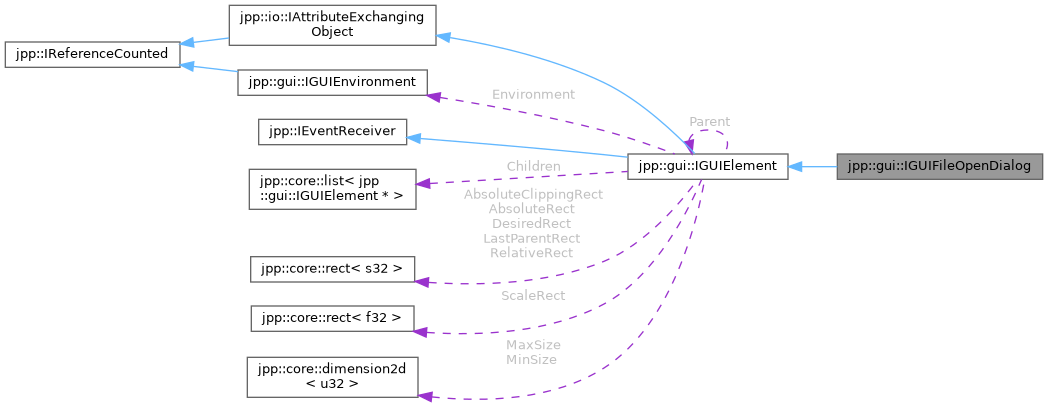 jpp::io::IAttributeExchanging
Object
jpp::IReferenceCounted
jpp::gui::IGUIEnvironment
Environment
jpp::IEventReceiver
Parent
jpp::gui::IGUIElement
jpp::gui::IGUIFileOpenDialog
Children
jpp::core::list< jpp
::gui::IGUIElement * >
AbsoluteClippingRect
AbsoluteRect
DesiredRect
LastParentRect
RelativeRect
jpp::core::rect< s32 >
ScaleRect
jpp::core::rect< f32 >
MaxSize
MinSize
jpp::core::dimension2d
< u32 >